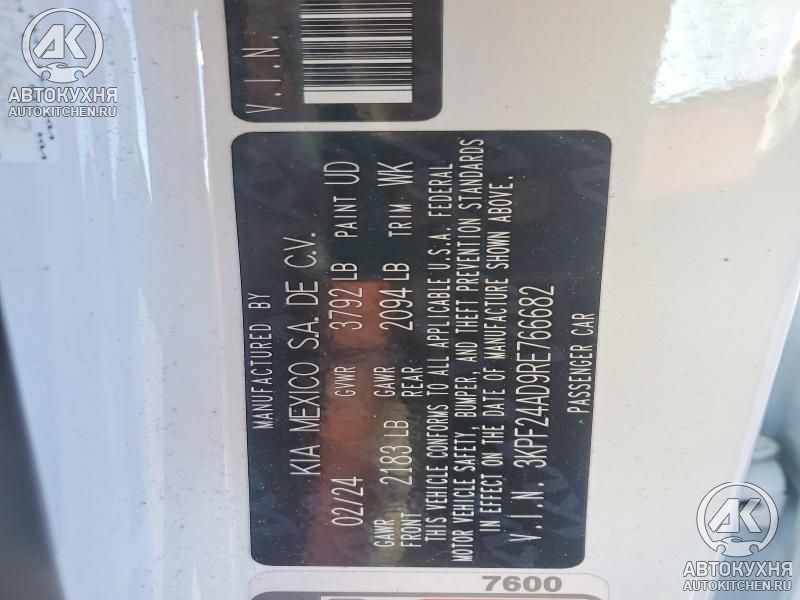 АВТОКУХНЯ
AUTOKITCHEN.RU
V.I.N.
MANUFACTURED BY
KIA MEXICO S.A. DE C.V.
02/24 GVWR 3792 LB PAINT UD
GAWR FRONT 2183 LB GAWR REAR 2094 LB TRIM WK
THIS VEHICLE CONFORMS TO ALL APPLICABLE U.S.A. FEDERAL
MOTOR VEHICLE SAFETY, BUMPER, AND THEFT PREVENTION STANDARDS
IN EFFECT ON THE DATE OF MANUFACTURE SHOWN ABOVE.
V.I.N. 3KPF24AD9RE766682
PASSENGER CAR
7600
АВТОКУХНЯ
AUTOKITCHEN.RU